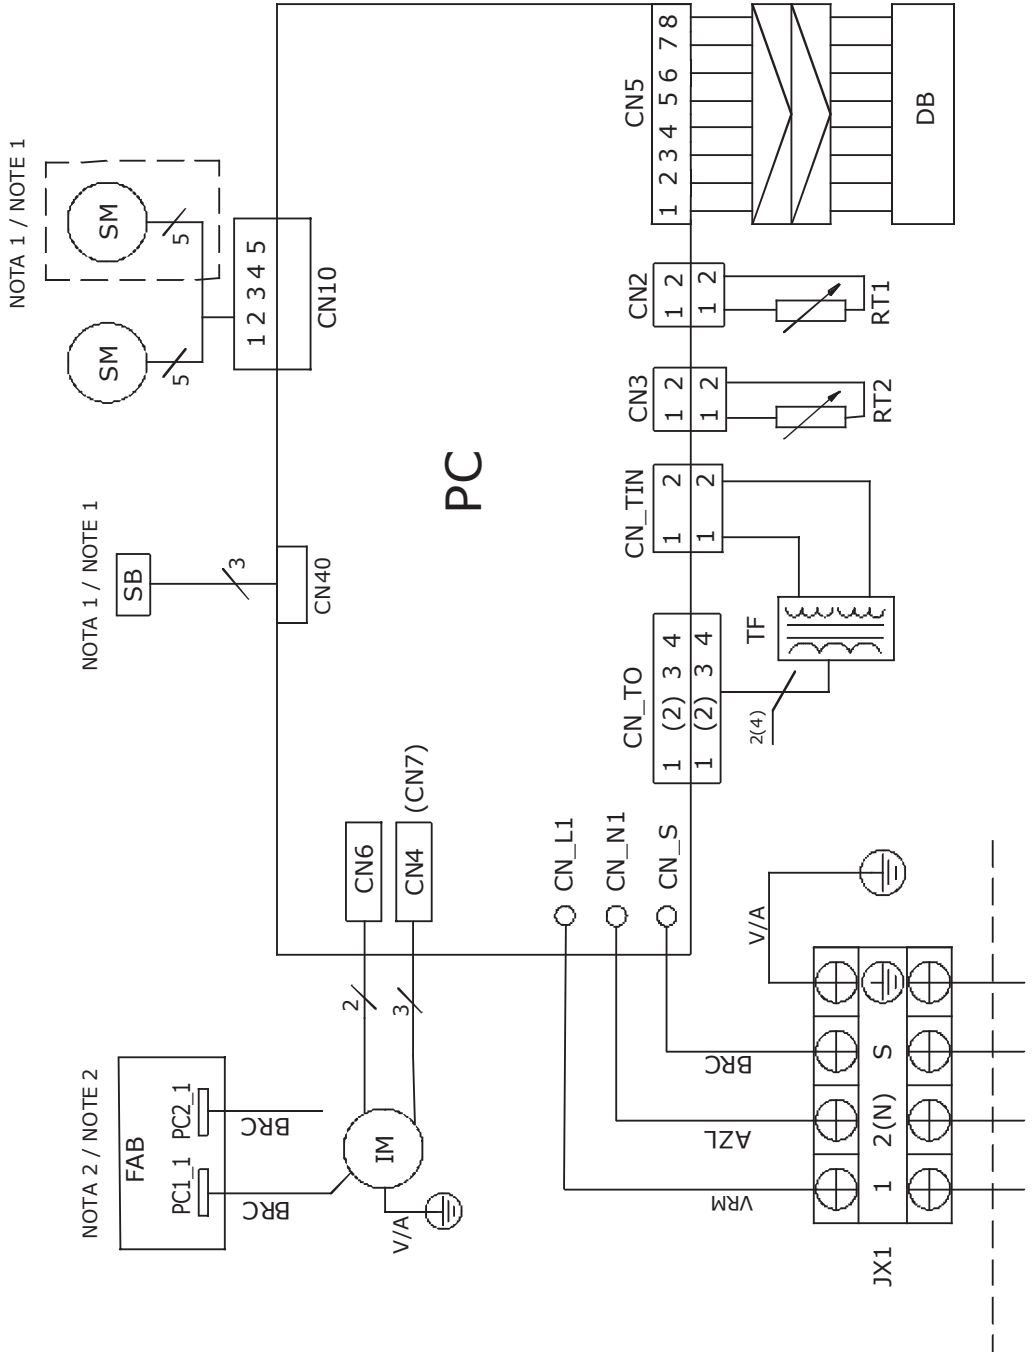 NOTA 2 / NOTE 2
FAB
PC1_1
PC2_1
BRC
BRC
IM
V/A
2
3
CN6
CN4
(CN7)
NOTA 1 / NOTE 1
SB
3
CN40
NOTA 1 / NOTE 1
SM
SM
5
5
1 2 3 4 5
CN10
PC
CN_L1
CN_N1
CN_S
CN_TO
1 (2) 3 4
1 (2) 3 4
2(4)
TF
CN_TIN
1 2
1 2
CN3
1 2
1 2
RT2
CN2
1 2
1 2
RT1
CN5
1 2 3 4 5 6 7 8
DB
VRM
AZL
BRC
V/A
JX1
1
2(N)
S